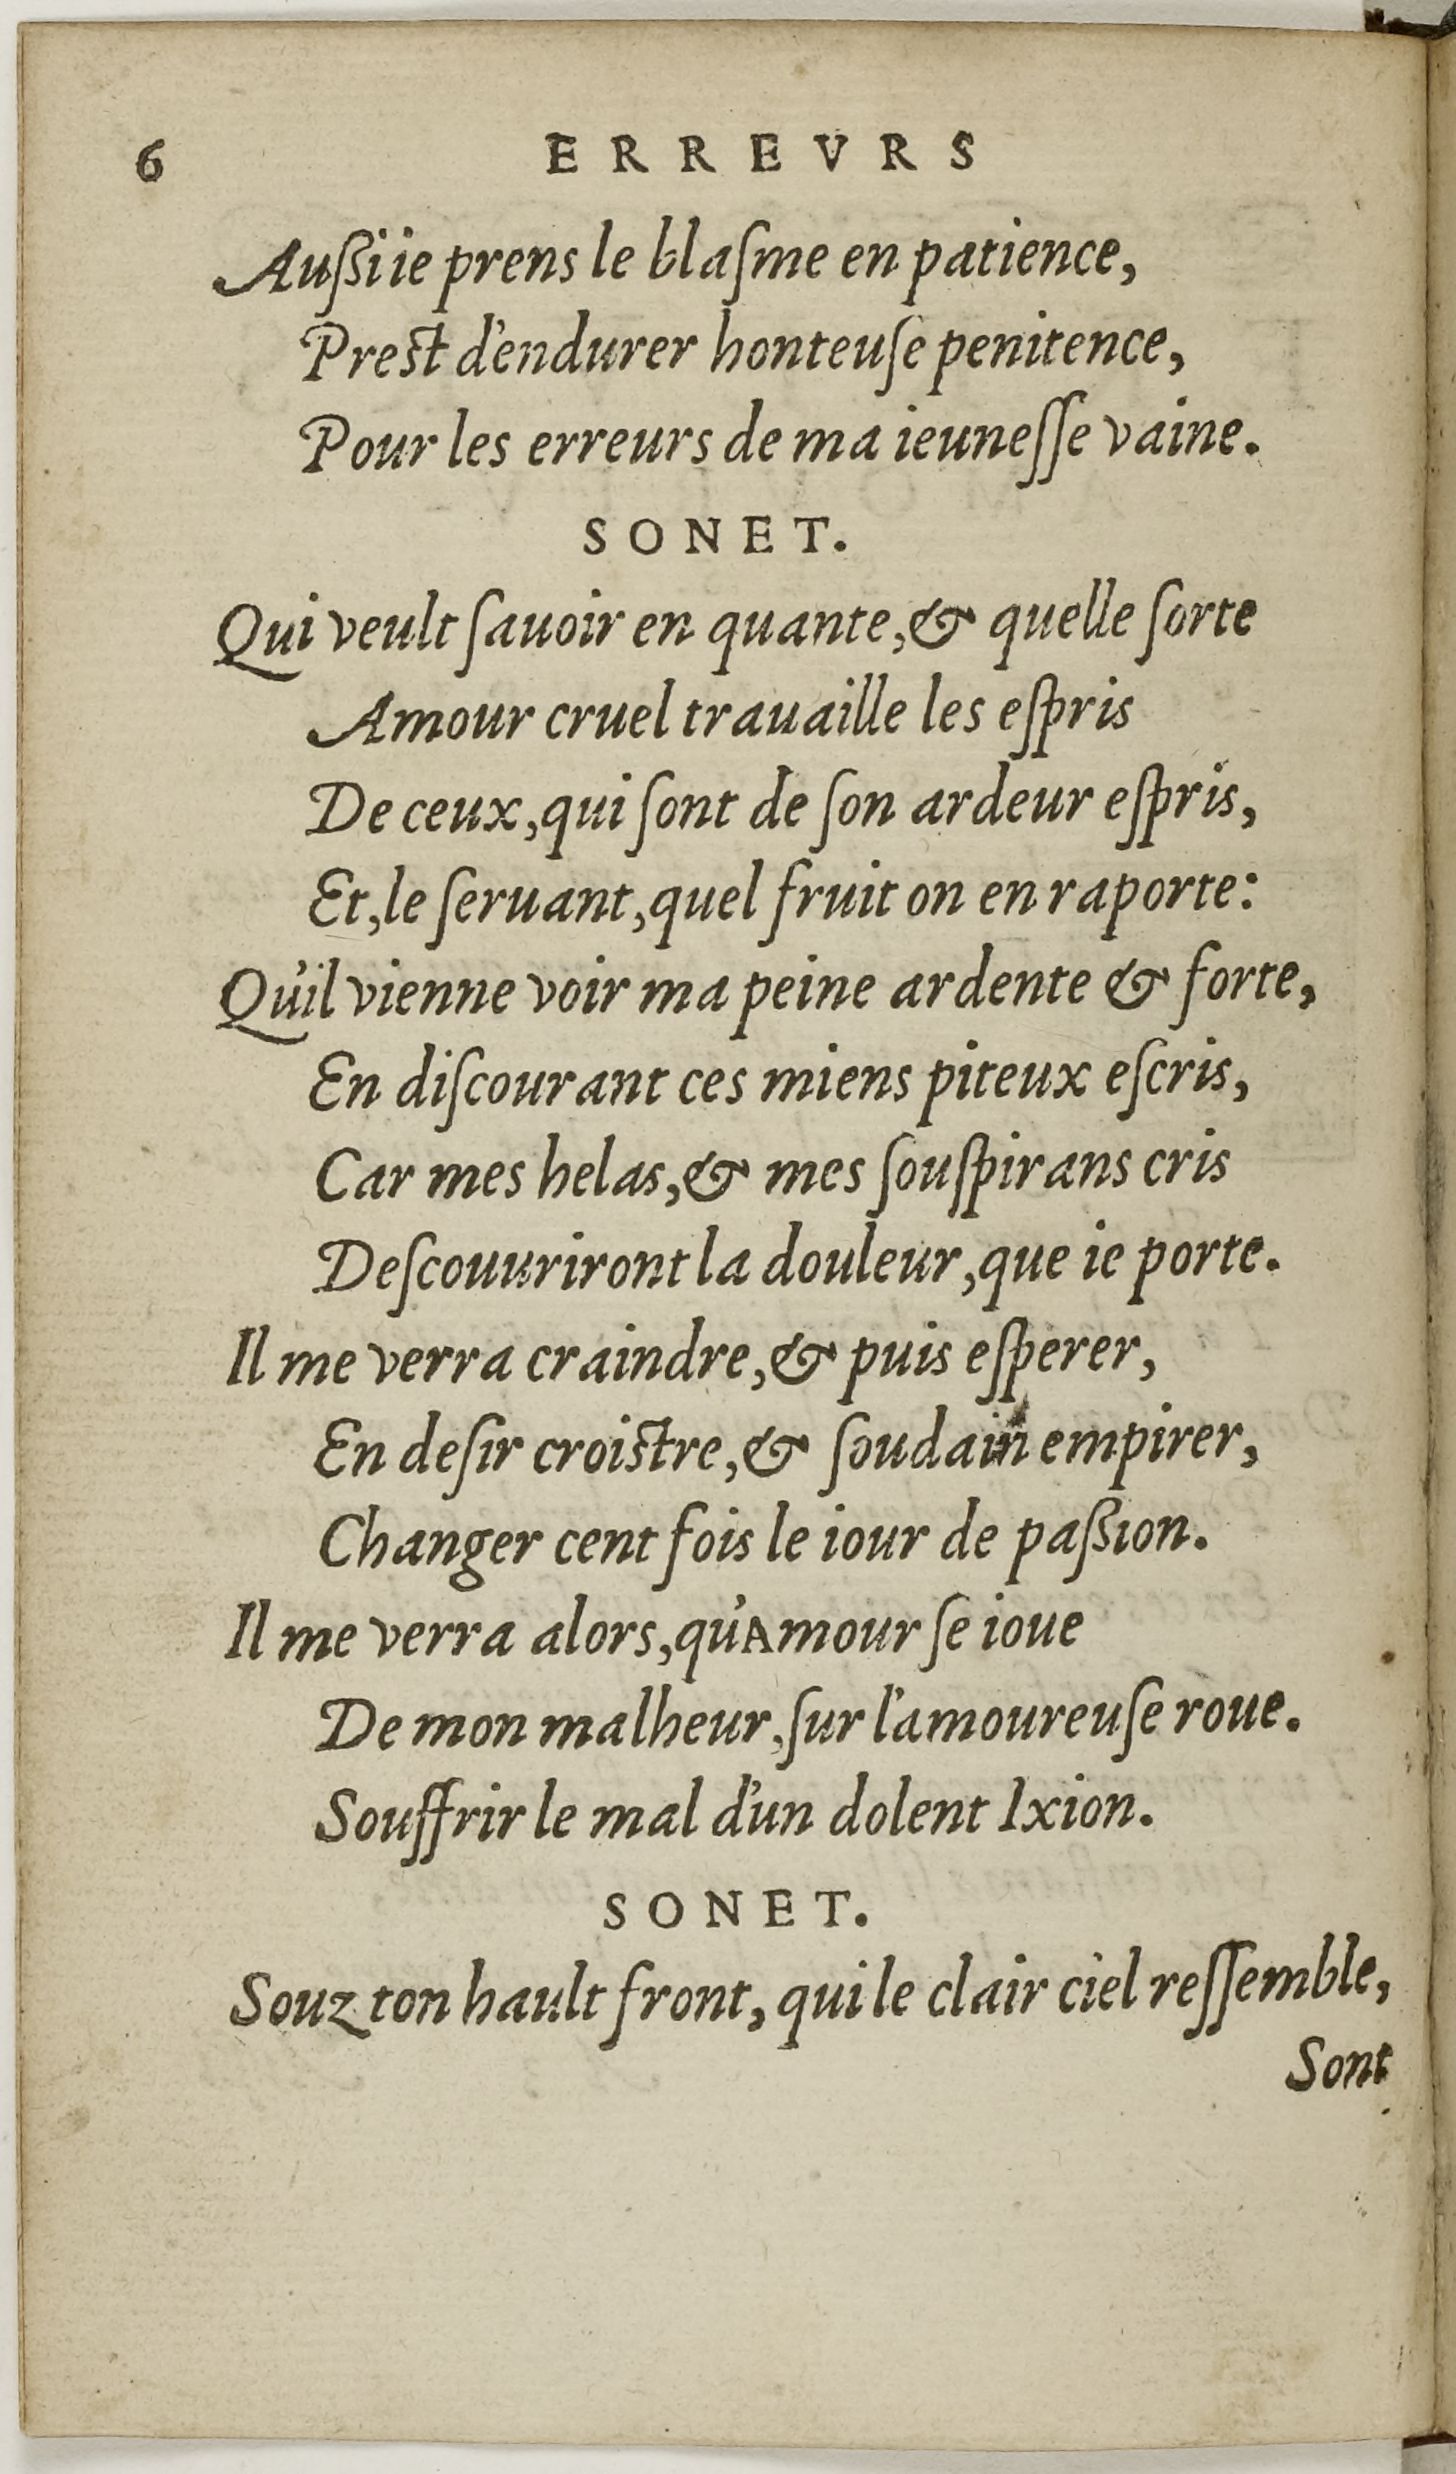 6 ERREVRS
Außi ie prens le blaſme en patience,
Prest d'endurer honteuſe penitence,
Pour les erreurs de ma ieuneſſe vaine.
SONET.
Qui veult ſauoir en quante, & quelle ſorte
Amour cruel trauaille les eſpris
De ceux, qui ſont de ſon ardeur eſpris,
Et, le ſeruant, quel fruit on en raporte:
Qu'il vienne voir ma peine ardente & forte,
En diſcourant ces miens piteux eſcris,
Car mes helas, & mes ſouſpirans cris
Deſcouuriront la douleur, que ie porte.
Il me verra craindre, & puis eſperer,
En deſir croistre, & ſoudain empirer,
Changer cent fois le iour de paßion.
Il me verra alors, qu'Amour ſe ioue
De mon malheur, ſur l'amoureuſe roue.
Souffrir le mal d'un dolent Ixion.
SONET.
Souz ton hault front, qui le clair ciel reſſemble,
Sont